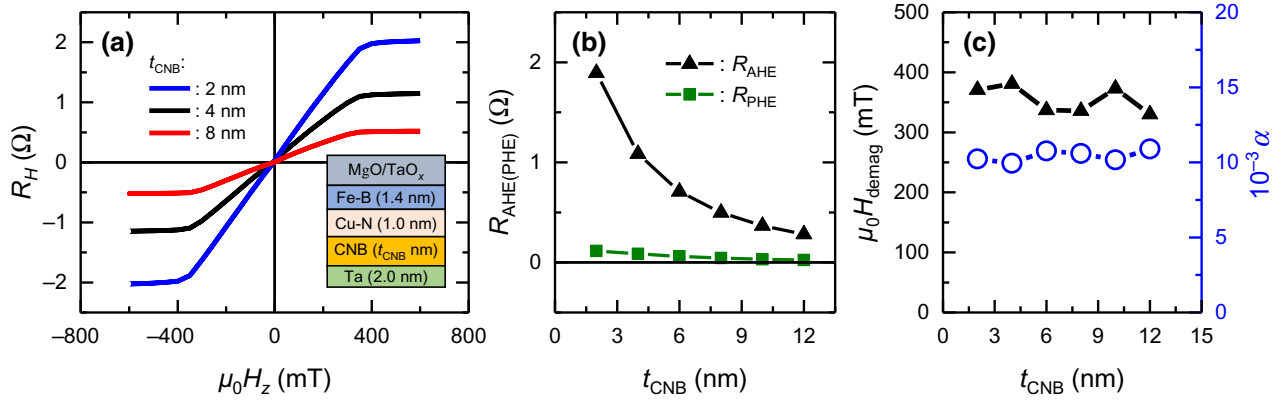 (a)
R_H (Ω)
2
1
0
−1
−2
t_CNB:
: 2 nm
: 4 nm
: 8 nm
MgO/TaO_x
Fe-B (1.4 nm)
Cu-N (1.0 nm)
CNB (t_CNB nm)
Ta (2.0 nm)
−800 −400 0 400 800
μ₀H_z (mT)
(b)
R_AHE(PHE) (Ω)
2
1
0
: R_AHE
: R_PHE
0 3 6 9 12
t_CNB (nm)
(c)
μ₀H_demag (mT)
500
400
300
200
100
0
20
15
10
5
0
10⁻³ α
0 3 6 9 12 15
t_CNB (nm)